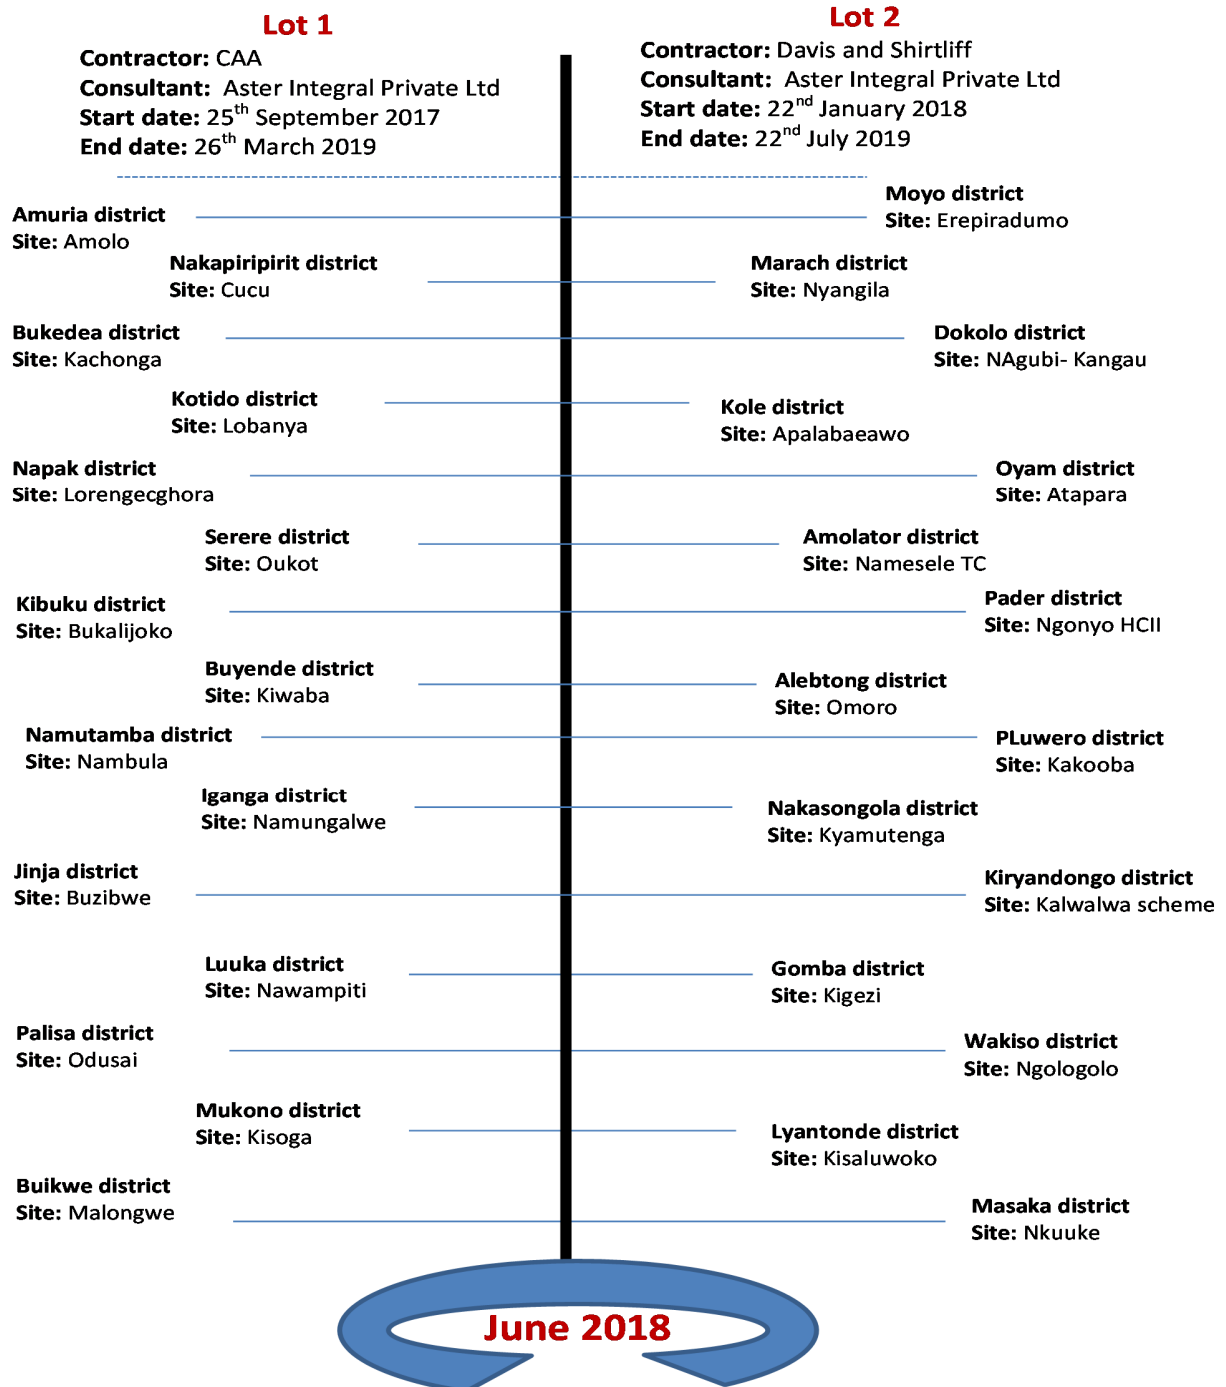 Lot 1
Contractor: CAA
Consultant: Aster Integral Private Ltd
Start date: 25th September 2017
End date: 26th March 2019
Lot 2
Contractor: Davis and Shirtliff
Consultant: Aster Integral Private Ltd
Start date: 22nd January 2018
End date: 22nd July 2019
Amuria district
Site: Amolo
Moyo district
Site: Erepiradumo
Nakapiripirit district
Site: Cucu
Marach district
Site: Nyangila
Bukedea district
Site: Kachonga
Dokolo district
Site: NAgubi- Kangau
Kotido district
Site: Lobanya
Kole district
Site: Apalabaeawo
Napak district
Site: Lorengecghora
Oyam district
Site: Atapara
Serere district
Site: Oukot
Amolator district
Site: Namesele TC
Kibuku district
Site: Bukalijoko
Pader district
Site: Ngonyo HCII
Buyende district
Site: Kiwaba
Alebtong district
Site: Omoro
Namutamba district
Site: Nambula
PLuwero district
Site: Kakooba
Iganga district
Site: Namungalwe
Nakasongola district
Site: Kyamutenga
Jinja district
Site: Buzibwe
Kiryandongo district
Site: Kalwalwa scheme
Luuka district
Site: Nawampiti
Gomba district
Site: Kigezi
Palisa district
Site: Odusai
Wakiso district
Site: Ngologolo
Mukono district
Site: Kisoga
Lyantonde district
Site: Kisaluwoko
Buikwe district
Site: Malongwe
Masaka district
Site: Nkuuke
June 2018